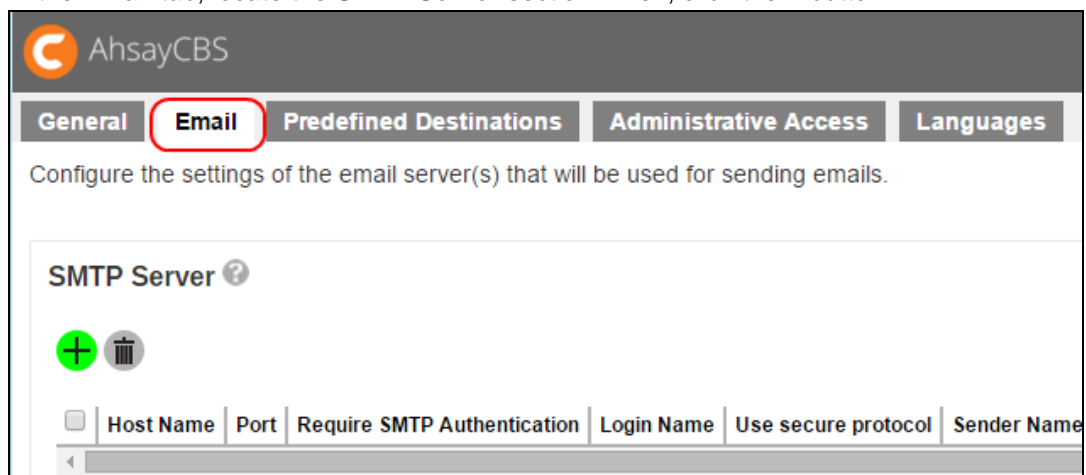 AhsayCBS
General Email Predefined Destinations Administrative Access Languages
Configure the settings of the email server(s) that will be used for sending emails.
SMTP Server ?
Host Name Port Require SMTP Authentication Login Name Use secure protocol Sender Name